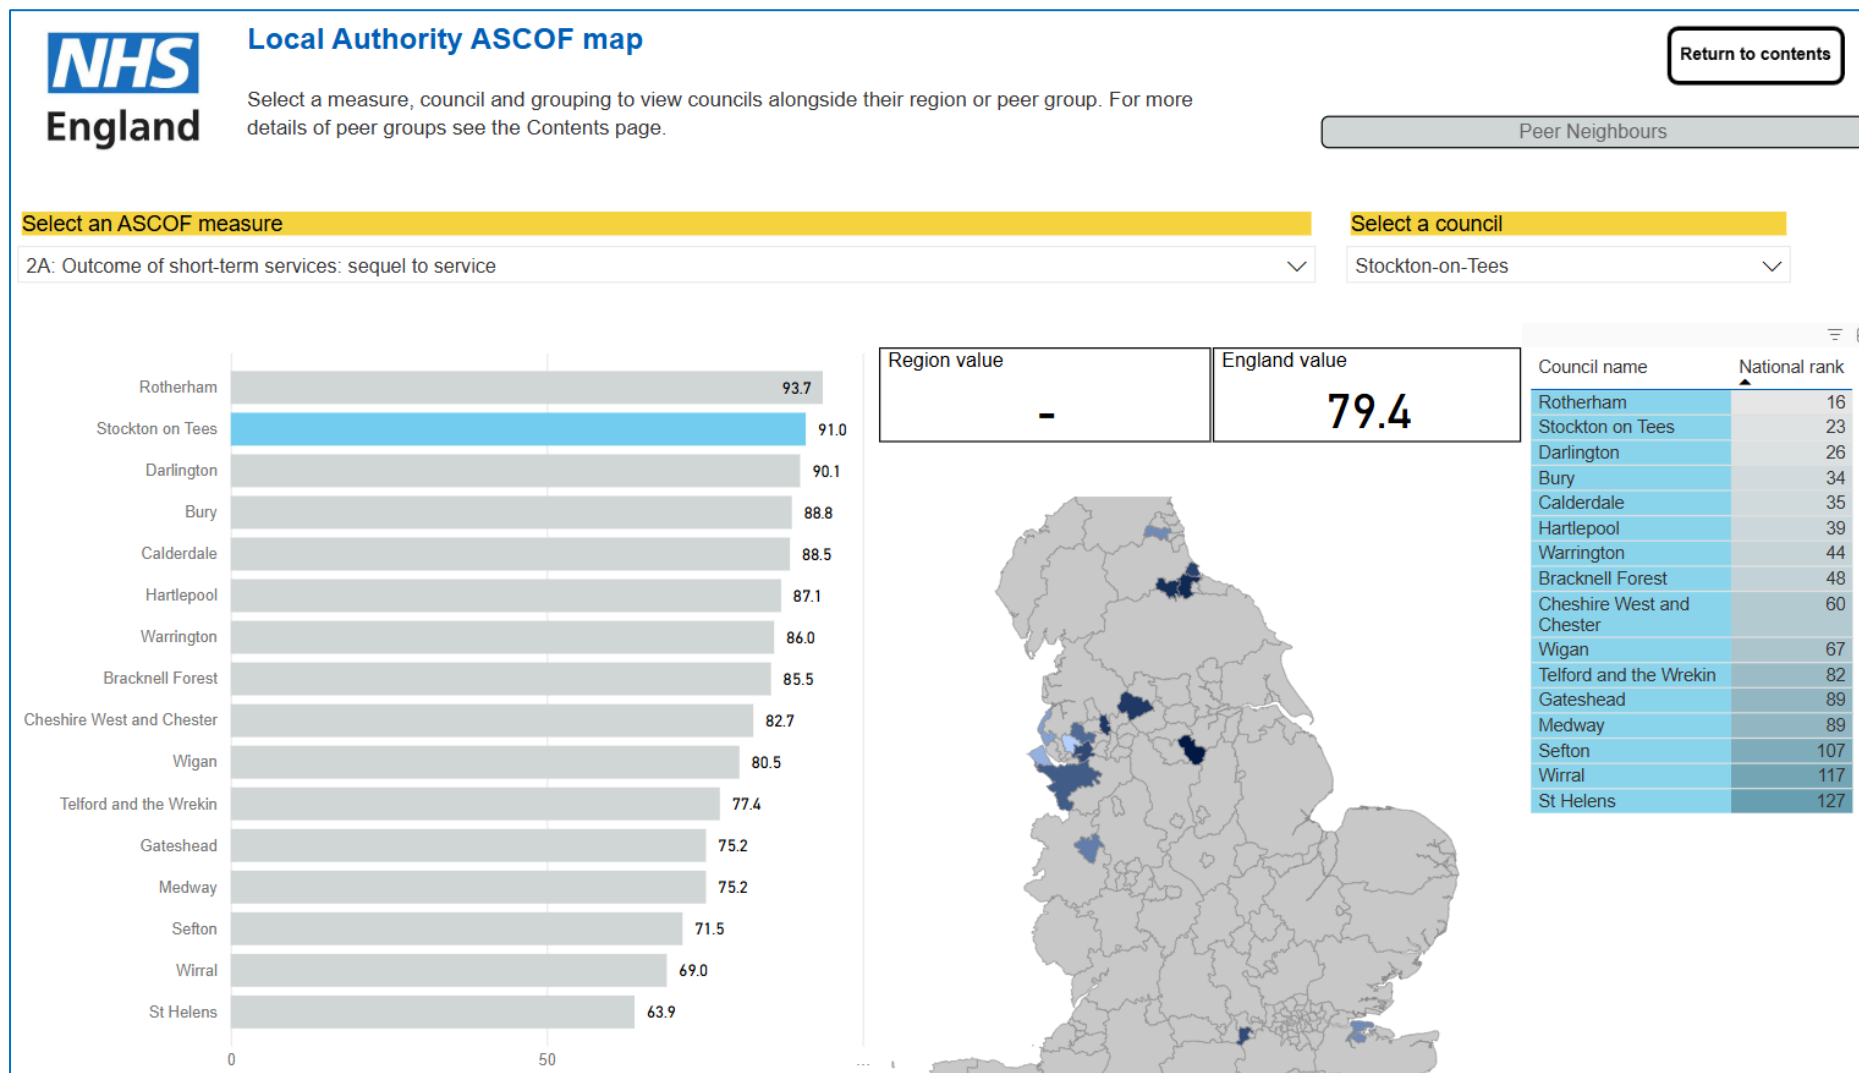 NHS
England
Local Authority ASCOF map
Select a measure, council and grouping to view councils alongside their region or peer group. For more
details of peer groups see the Contents page.
Return to contents
Peer Neighbours
Select an ASCOF measure
2A: Outcome of short-term services: sequel to service
Select a council
Stockton-on-Tees
Rotherham 93.7
Stockton on Tees 91.0
Darlington 90.1
Bury 88.8
Calderdale 88.5
Hartlepool 87.1
Warrington 86.0
Bracknell Forest 85.5
Cheshire West and Chester 82.7
Wigan 80.5
Telford and the Wrekin 77.4
Gateshead 75.2
Medway 75.2
Sefton 71.5
Wirral 69.0
St Helens 63.9
0 50 ...
Region value
-
England value
79.4
Council name National rank
Rotherham 16
Stockton on Tees 23
Darlington 26
Bury 34
Calderdale 35
Hartlepool 39
Warrington 44
Bracknell Forest 48
Cheshire West and 60
Chester
Wigan 67
Telford and the Wrekin 82
Gateshead 89
Medway 89
Sefton 107
Wirral 117
St Helens 127